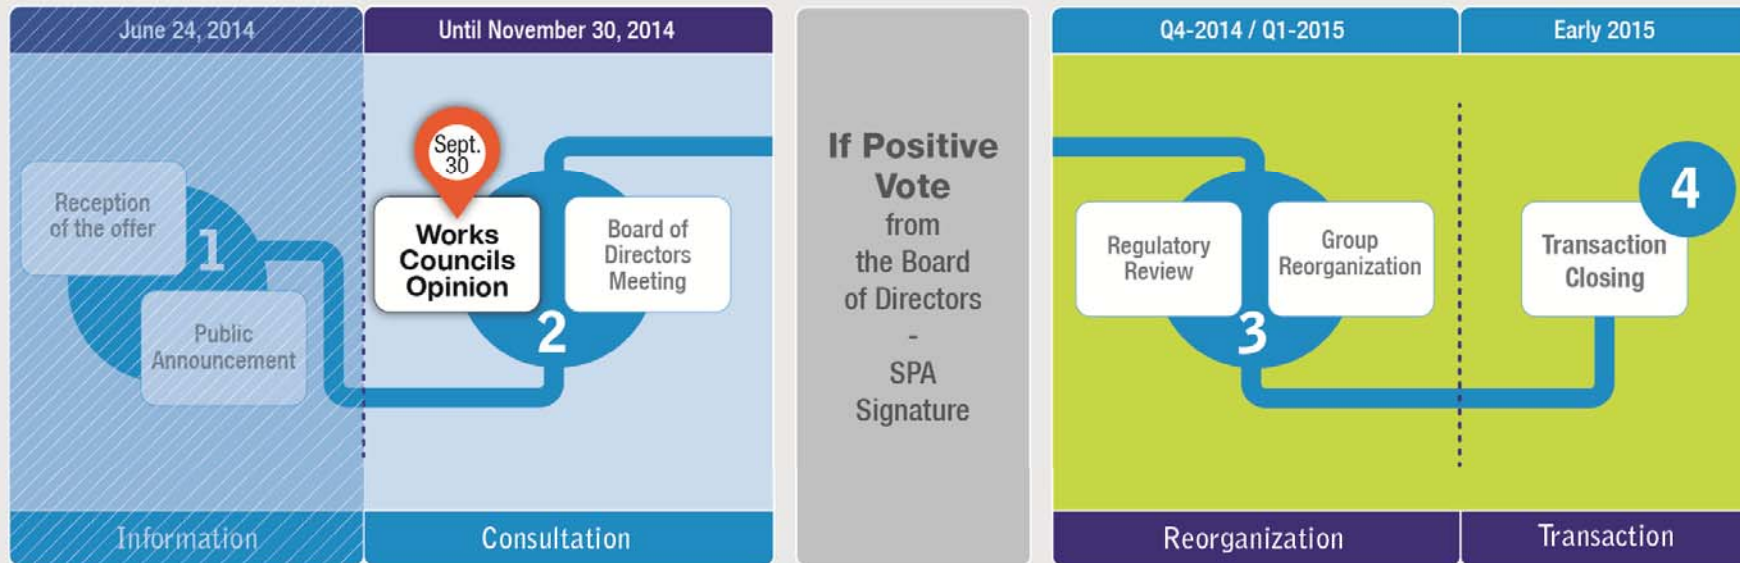 June 24, 2014
Until November 30, 2014
Q4-2014 / Q1-2015
Early 2015
Reception
of the offer
1
Public
Announcement
Sept.
30
Works
Councils
Opinion
Board of
Directors
Meeting
2
If Positive
Vote
from
the Board
of Directors
-
SPA
Signature
Regulatory
Review
Group
Reorganization
3
4
Transaction
Closing
Information
Consultation
Reorganization
Transaction